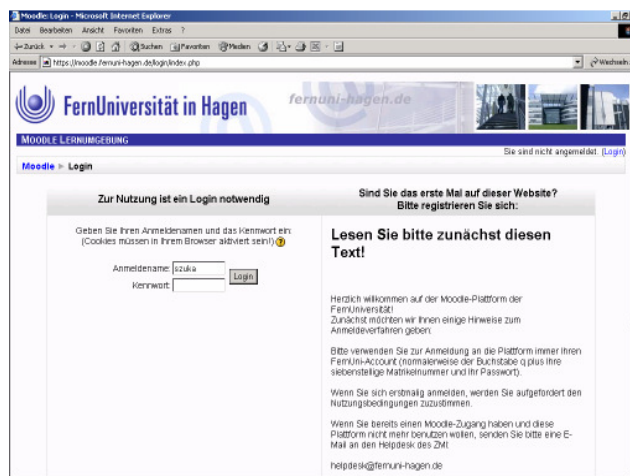 Moodle: Login - Microsoft Internet Explorer
Datei Bearbeiten Ansicht Favoriten Extras ?
Zurück Suchen Favoriten Medien
Adresse https://moodle.fernuni-hagen.de/login/index.php Wechseln
FernUniversität in Hagen
fernuni-hagen.de
MOODLE LERNUMGEBUNG
Sie sind nicht angemeldet. (Login)
Moodle ► Login
Zur Nutzung ist ein Login notwendig
Geben Sie Ihren Anmeldenamen und das Kennwort ein:
(Cookies müssen in Ihrem Browser aktiviert sein!) ?
Anmeldename: szuka
Kennwort:
Login
Sind Sie das erste Mal auf dieser Website?
Bitte registrieren Sie sich:
Lesen Sie bitte zunächst diesen
Text!
Herzlich willkommen auf der Moodle-Plattform der
FernUniversität!
Zunächst möchten wir Ihnen einige Hinweise zum
Anmeldeverfahren geben:
Bitte verwenden Sie zur Anmeldung an die Plattform immer Ihren
FernUni-Account (normalerweise der Buchstabe q plus Ihre
siebenstellige Matrikelnummer und Ihr Passwort).
Wenn Sie sich erstmalig anmelden, werden Sie aufgefordert den
Nutzungsbedingungen zuzustimmen.
Wenn Sie bereits einen Moodle-Zugang haben und diese
Plattform nicht mehr benutzen wollen, senden Sie bitte eine E-
Mail an den Helpdesk des ZMI:
helpdesk@fernuni-hagen.de